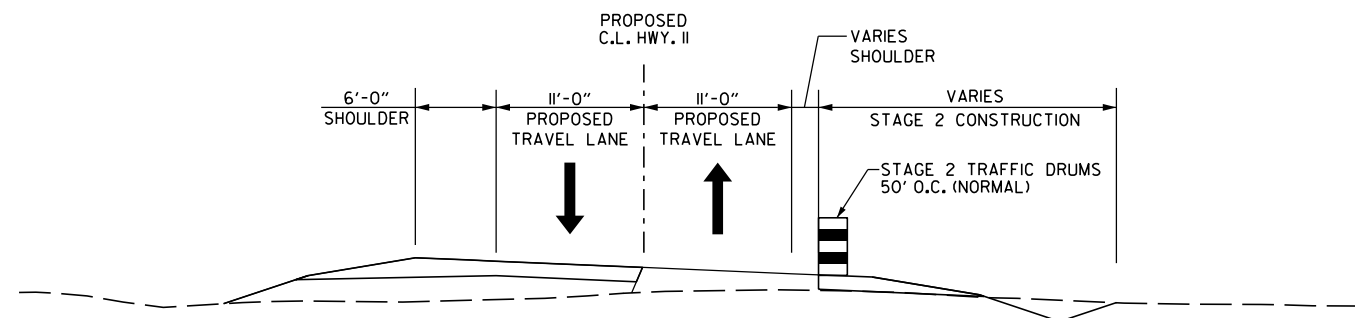 PROPOSED
C.L. HWY. 11
VARIES
SHOULDER
6'-0"
SHOULDER
11'-0"
PROPOSED
TRAVEL LANE
11'-0"
PROPOSED
TRAVEL LANE
VARIES
STAGE 2 CONSTRUCTION
STAGE 2 TRAFFIC DRUMS
50' O.C. (NORMAL)